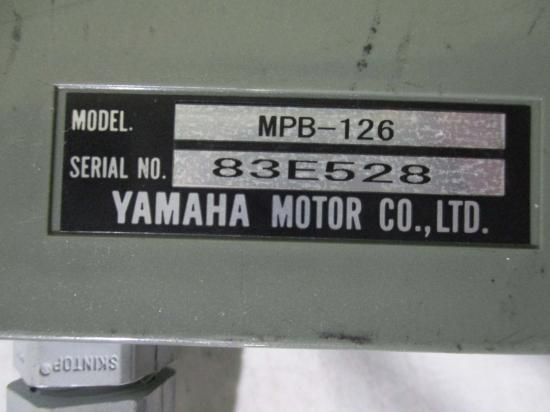 MODEL. MPB-126
SERIAL NO. 83E528
YAMAHA MOTOR CO.,LTD.
SKINTOP